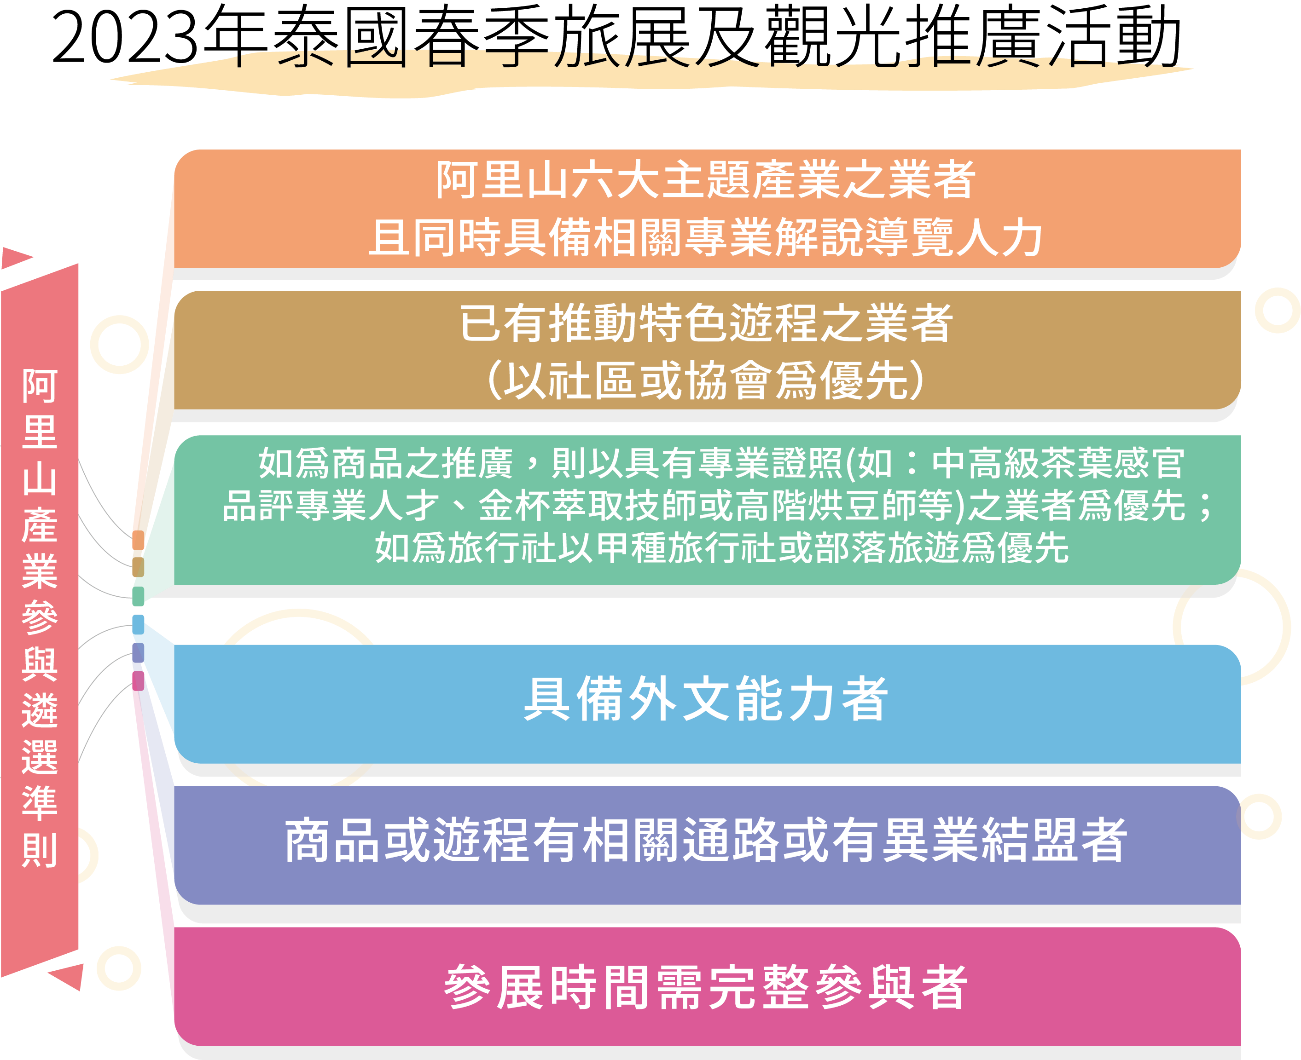 2023年泰國春季旅展及觀光推廣活動
阿里山產業參與遴選準則
阿里山六大主題產業之業者
且同時具備相關專業解說導覽人力
已有推動特色遊程之業者
（以社區或協會為優先）
如為商品之推廣，則以具有專業證照(如：中高級茶葉感官
品評專業人才、金杯萃取技師或高階烘豆師等)之業者為優先；
如為旅行社以甲種旅行社或部落旅遊為優先
具備外文能力者
商品或遊程有相關通路或有異業結盟者
參展時間需完整參與者